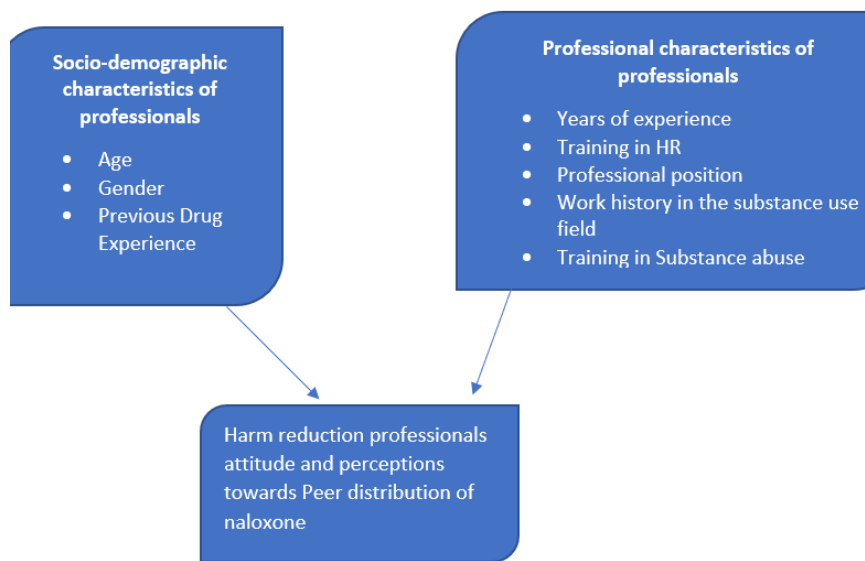 Socio-demographic
characteristics of
professionals
• Age
• Gender
• Previous Drug
Experience
Professional characteristics of
professionals
• Years of experience
• Training in HR
• Professional position
• Work history in the substance use
field
• Training in Substance abuse
Harm reduction professionals
attitude and perceptions
towards Peer distribution of
naloxone